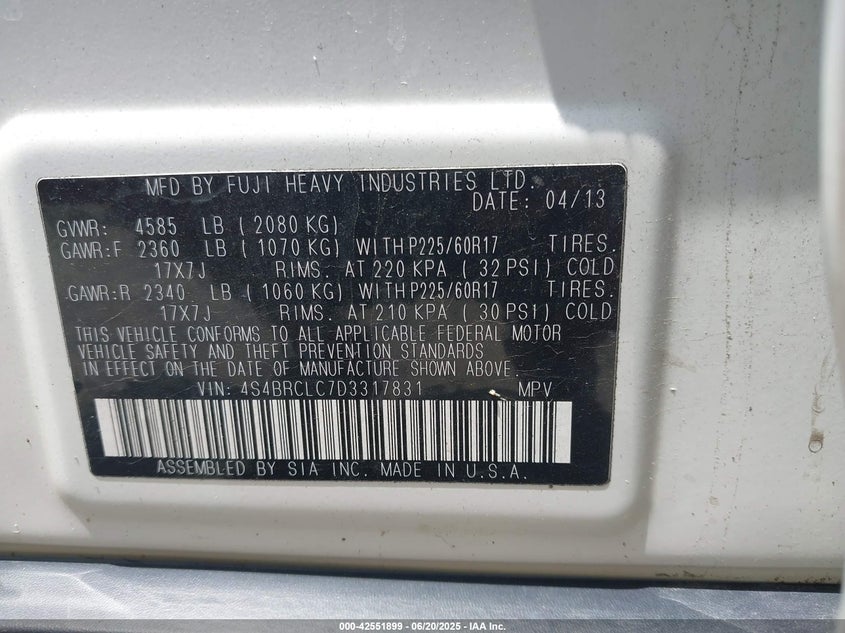 MFD BY FUJI HEAVY INDUSTRIES LTD.
DATE: 04/13
GVWR: 4585 LB ( 2080 KG)
GAWR:F 2360 LB ( 1070 KG) WITH P225/60R17 TIRES.
17X7J RIMS. AT 220 KPA ( 32 PSI) COLD
GAWR:R 2340 LB ( 1060 KG) WITH P225/60R17 TIRES.
17X7J RIMS. AT 210 KPA ( 30 PSI) COLD
THIS VEHICLE CONFORMS TO ALL APPLICABLE FEDERAL MOTOR
VEHICLE SAFETY AND THEFT PREVENTION STANDARDS
IN EFFECT ON THE DATE OF MANUFACTURE SHOWN ABOVE.
VIN: 4S4BRCLC7D3317831 MPV
ASSEMBLED BY SIA INC. MADE IN U.S.A.
000-42551899 - 06/20/2025 - IAA Inc.